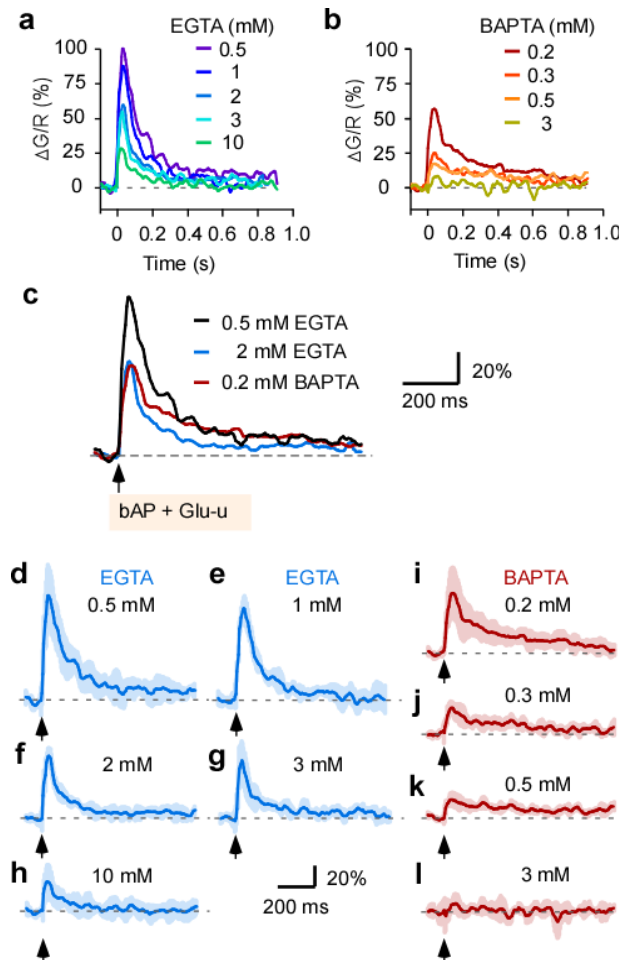 a
EGTA (mM)
0.5
1
2
3
10
ΔG/R (%)
100
75
50
25
0
0 0.2 0.4 0.6 0.8 1.0
Time (s)
b
BAPTA (mM)
0.2
0.3
0.5
3
ΔG/R (%)
100
75
50
25
0
0 0.2 0.4 0.6 0.8 1.0
Time (s)
c
0.5 mM EGTA
2 mM EGTA
0.2 mM BAPTA
20%
200 ms
bAP + Glu-u
d
EGTA
0.5 mM
e
EGTA
1 mM
f
2 mM
g
3 mM
h
10 mM
20%
200 ms
i
BAPTA
0.2 mM
j
0.3 mM
k
0.5 mM
l
3 mM